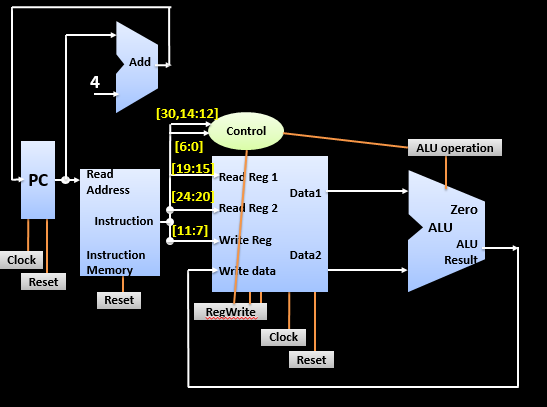 Add
4
[30,14:12]
Control
[6:0]
ALU operation
PC
Read
Address
Instruction
Instruction
Memory
[19:15]
Read Reg 1
Data1
[24:20]
Read Reg 2
[11:7]
Write Reg
Data2
Write data
Zero
ALU
ALU
Result
Clock
Reset
Reset
RegWrite
Clock
Reset